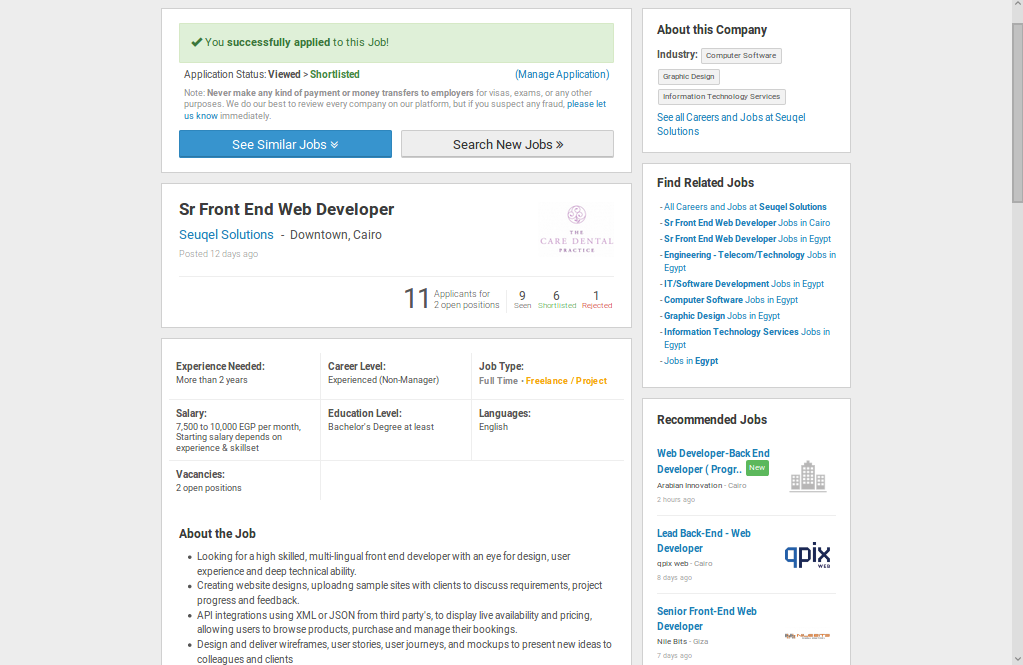 You successfully applied to this Job!
Application Status: Viewed > Shortlisted
(Manage Application)
Note: Never make any kind of payment or money transfers to employers for visas, exams, or any other
purposes. We do our best to review every company on our platform, but if you suspect any fraud, please let
us know immediately.
See Similar Jobs
Search New Jobs
Sr Front End Web Developer
Seuqel Solutions - Downtown, Cairo
Posted 12 days ago
THE
CARE DENTAL
PRACTICE
11 Applicants for
2 open positions
9
Seen
6
Shortlisted
1
Rejected
Experience Needed:
More than 2 years
Career Level:
Experienced (Non-Manager)
Job Type:
Full Time • Freelance / Project
Salary:
7,500 to 10,000 EGP per month,
Starting salary depends on
experience & skillset
Education Level:
Bachelor's Degree at least
Languages:
English
Vacancies:
2 open positions
About the Job
• Looking for a high skilled, multi-lingual front end developer with an eye for design, user
experience and deep technical ability.
• Creating website designs, uploadng sample sites with clients to discuss requirements, project
progress and feedback.
• API integrations using XML or JSON from third party's, to display live availability and pricing,
allowing users to browse products, purchase and manage their bookings.
• Design and deliver wireframes, user stories, user journeys, and mockups to present new ideas to
colleagues and clients
About this Company
Industry: Computer Software
Graphic Design
Information Technology Services
See all Careers and Jobs at Seuqel
Solutions
Find Related Jobs
- All Careers and Jobs at Seuqel Solutions
- Sr Front End Web Developer Jobs in Cairo
- Sr Front End Web Developer Jobs in Egypt
- Engineering - Telecom/Technology Jobs in
Egypt
- IT/Software Development Jobs in Egypt
- Computer Software Jobs in Egypt
- Graphic Design Jobs in Egypt
- Information Technology Services Jobs in
Egypt
- Jobs in Egypt
Recommended Jobs
Web Developer-Back End
Developer ( Progr.. New
Arabian Innovation - Cairo
2 hours ago
Lead Back-End - Web
Developer
qpix web - Cairo
8 days ago
qpix
WEB
Senior Front-End Web
Developer
Nile Bits - Giza
7 days ago